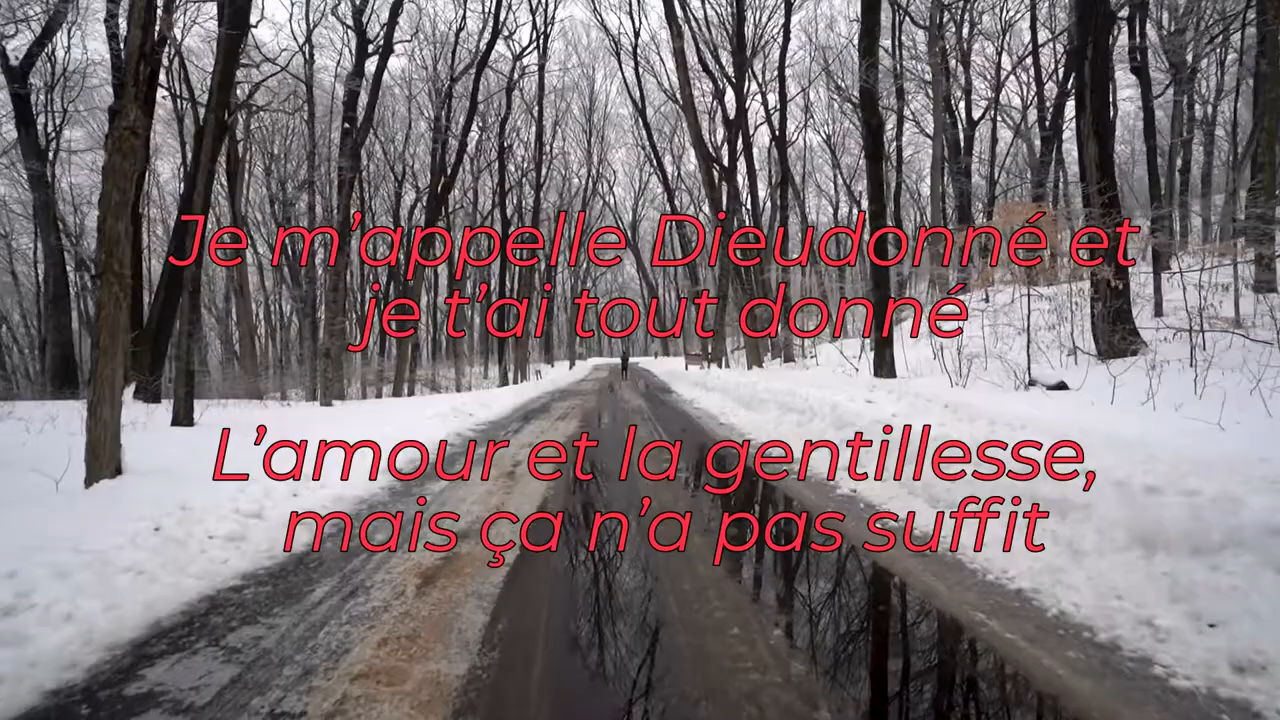 Je m’appelle Dieudonné et
je t’ai tout donné
L’amour et la gentillesse,
mais ça n’a pas suffit